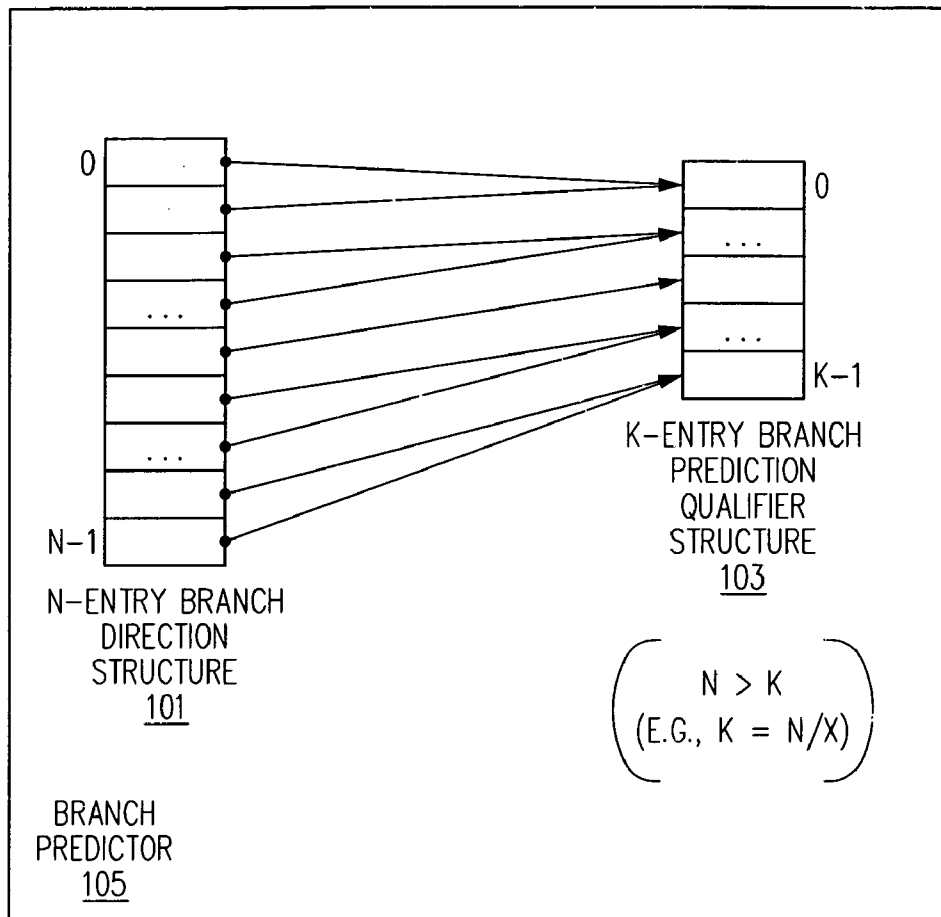 0
...
...
N-1
N-ENTRY BRANCH
DIRECTION
STRUCTURE
101
0
...
...
K-1
K-ENTRY BRANCH
PREDICTION
QUALIFIER
STRUCTURE
103
N > K
(E.G., K = N/X)
BRANCH
PREDICTOR
105